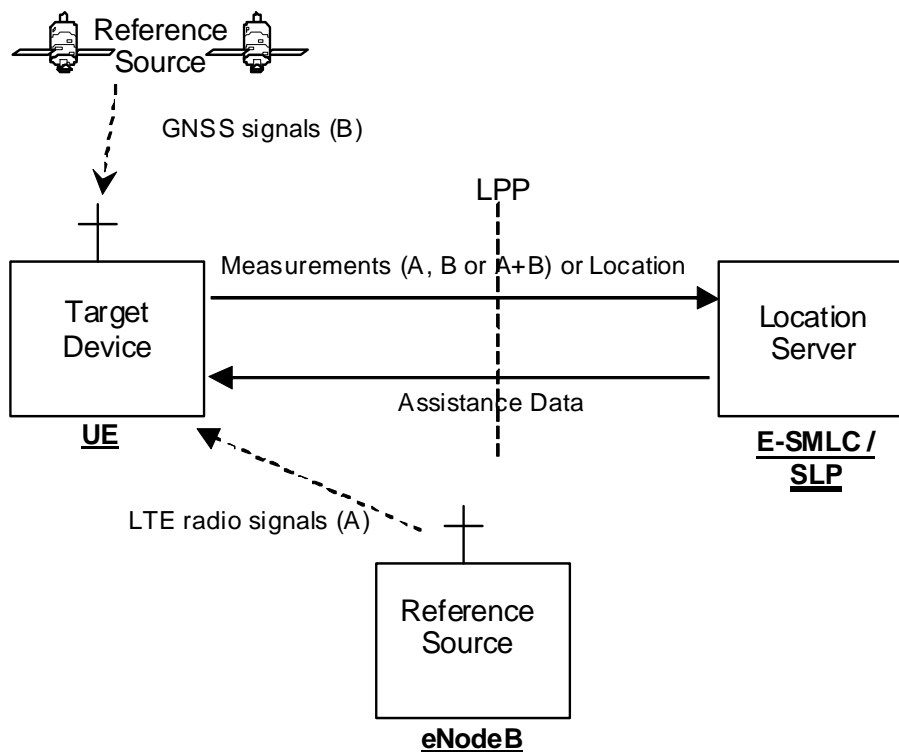 Reference
Source
GNSS signals (B)
LPP
Measurements (A, B or A+B) or Location
Target
Device
Location
Server
Assistance Data
UE
E-SMLC /
SLP
LTE radio signals (A)
Reference
Source
eNodeB